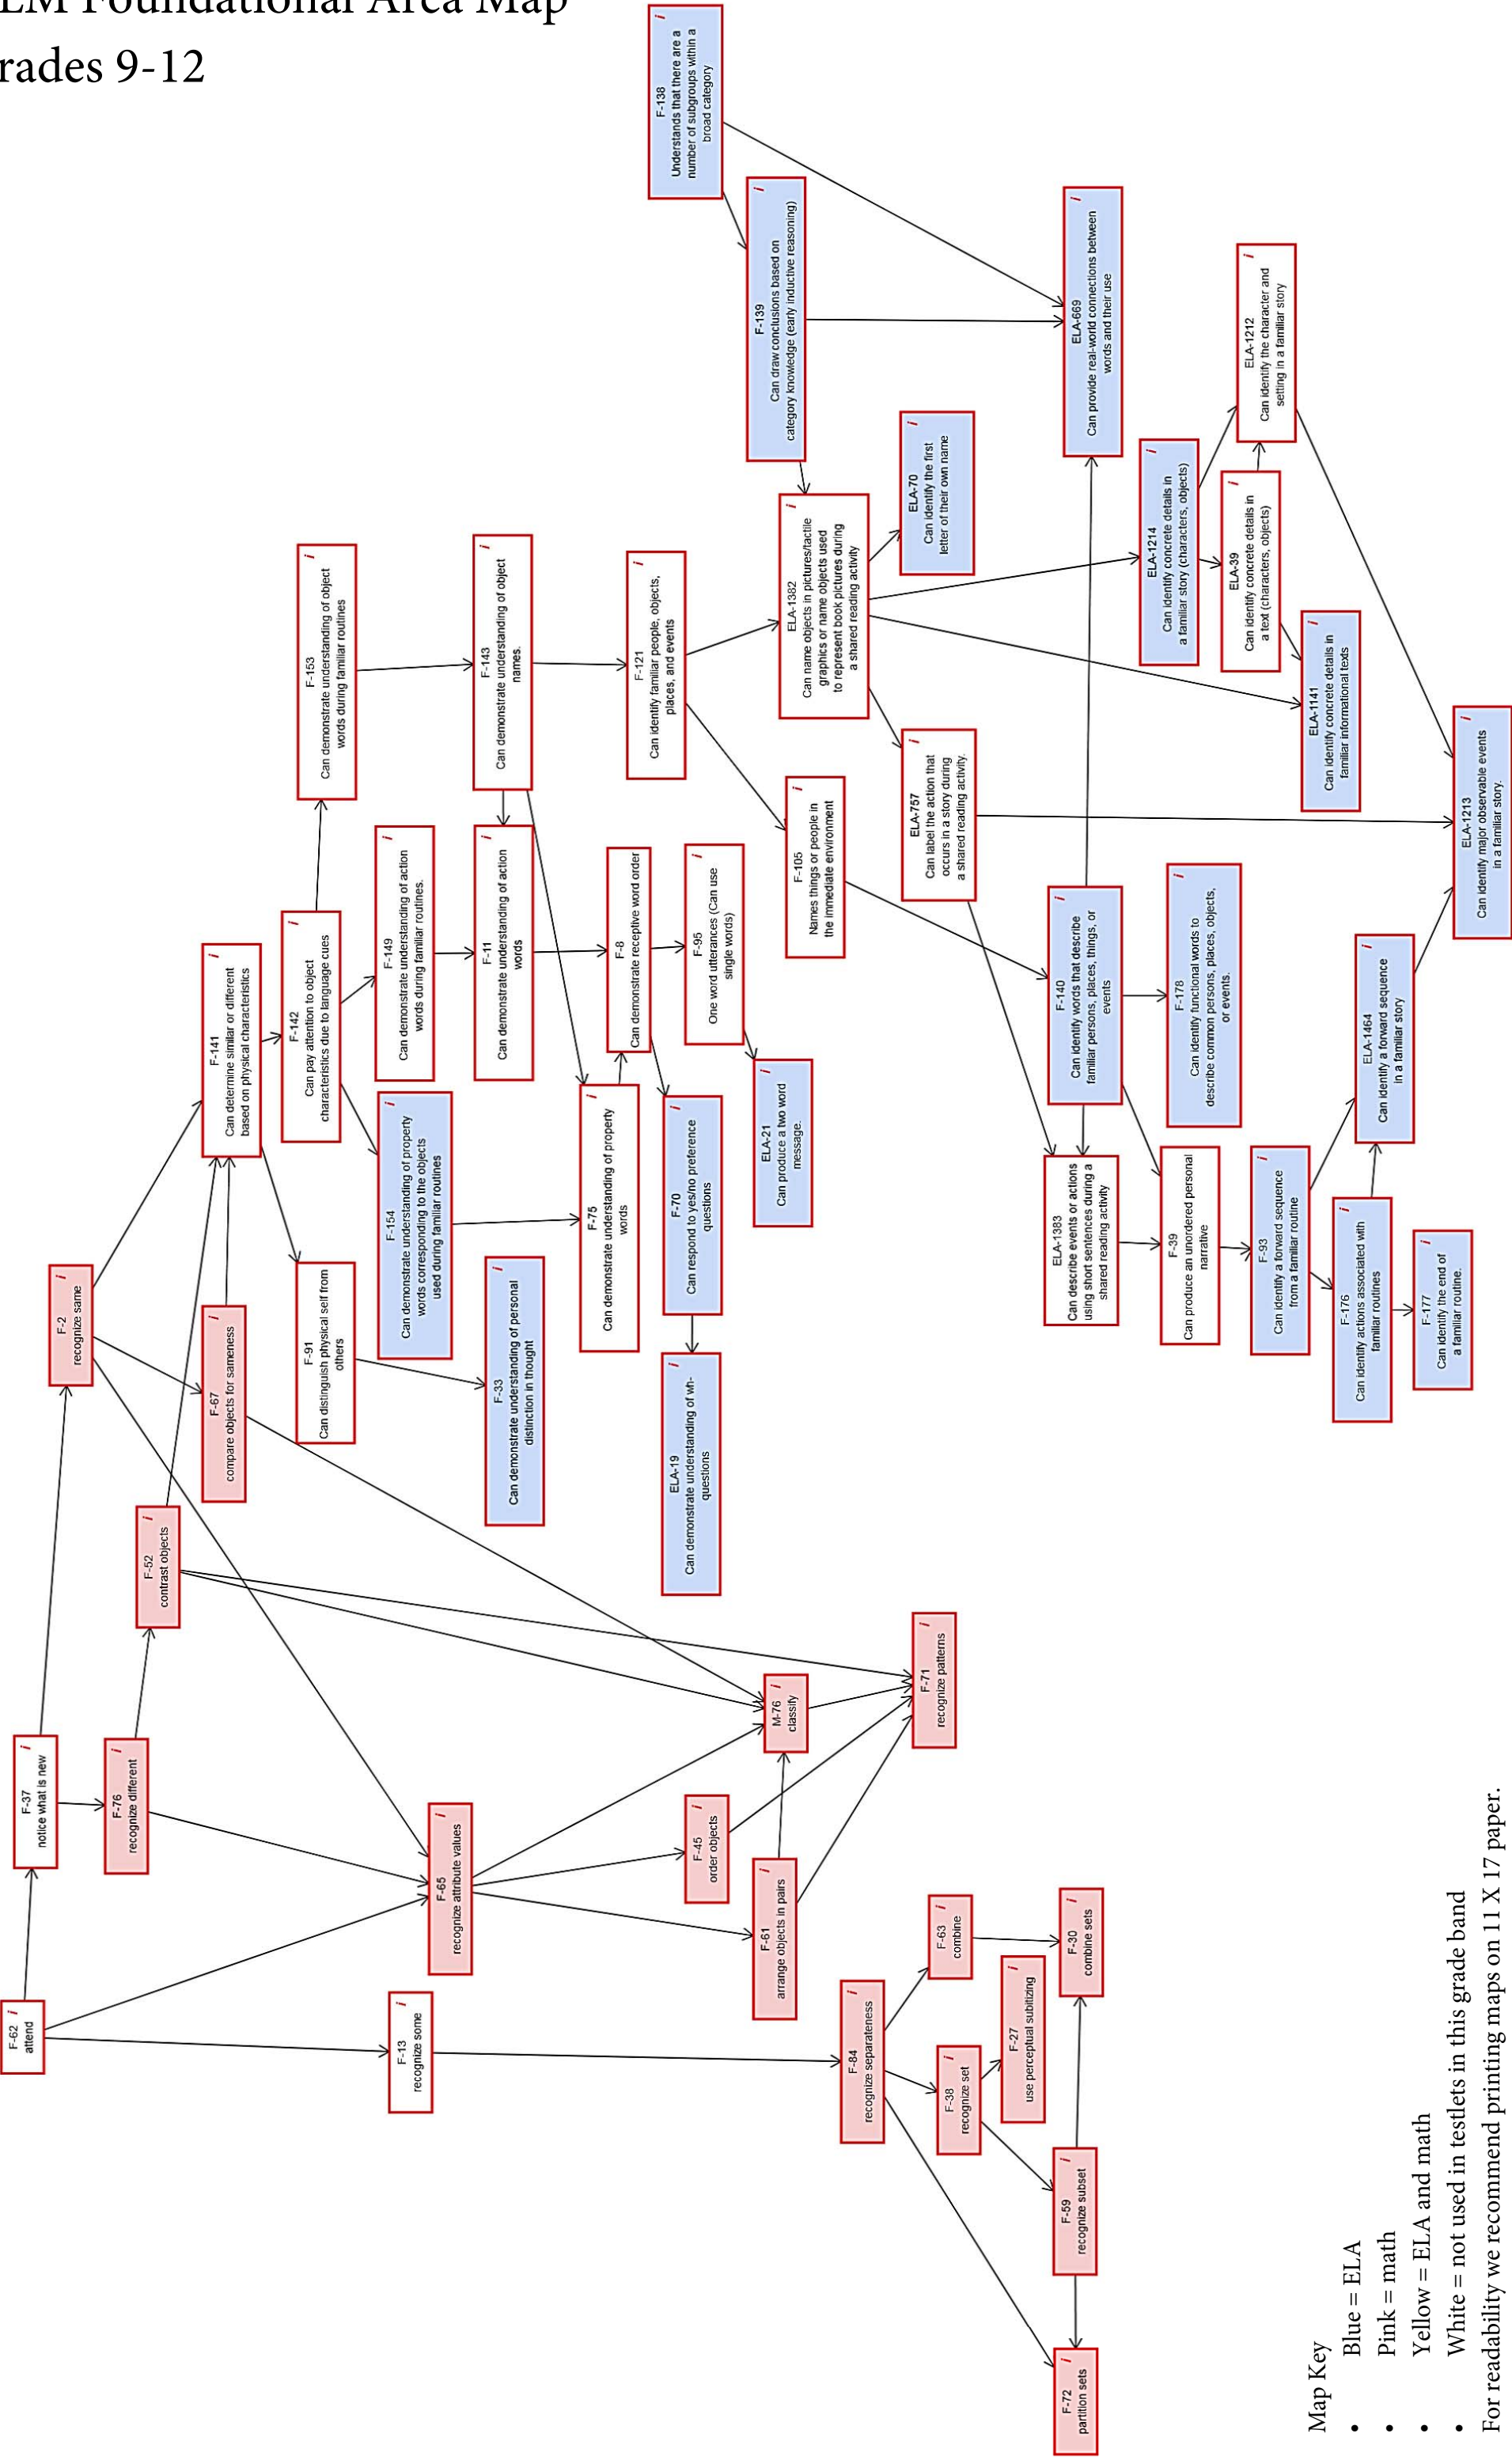 LM Foundational Area Map
rades 9-12
F-138
Understands that there are a
number of subgroups within a
broad category
F-139
Can draw conclusions based on
category knowledge (early inductive reasoning)
ELA-669
Can provide real-world connections between
words and their use
ELA-1212
Can identify the character and
setting in a familiar story
ELA-70
Can identify the first
letter of their own name
ELA-1214
Can identify concrete details in
a familiar story (characters, objects)
ELA-39
Can identify concrete details in
a text (characters, objects)
F-153
Can demonstrate understanding of object
words during familiar routines
F-143
Can demonstrate understanding of object
names.
F-121
Can identify familiar people, objects,
places, and events
ELA-1382
Can name objects in pictures/tactile
graphics or name objects used
to represent book pictures during
a shared reading activity
ELA-1141
Can identify concrete details in
familiar informational texts
ELA-1213
Can identify major observable events
in a familiar story.
ELA-757
Can label the action that
occurs in a story during
a shared reading activity.
F-105
Names things or people in
the immediate environment
F-141
Can determine similar or different
based on physical characteristics
F-142
Can pay attention to object
characteristics due to language cues
F-149
Can demonstrate understanding of action
words during familiar routines.
F-11
Can demonstrate understanding of action
words
F-8
Can demonstrate receptive word order
F-95
One word utterances (Can use
single words)
F-140
Can identify words that describe
familiar persons, places, things, or
events
F-178
Can identify functional words to
describe common persons, places, objects,
or events.
ELA-1464
Can identify a forward sequence
in a familiar story
F-154
Can demonstrate understanding of property
words corresponding to the objects
used during familiar routines
F-75
Can demonstrate understanding of property
words
F-70
Can respond to yes/no preference
questions
ELA-21
Can produce a two word
message.
ELA-1383
Can describe events or actions
using short sentences during a
shared reading activity
F-39
Can produce an unordered personal
narrative
F-93
Can identify a forward sequence
from a familiar routine
F-176
Can identify actions associated with
familiar routines
F-177
Can identify the end of
a familiar routine.
F-2
recognize same
F-67
compare objects for sameness
F-91
Can distinguish physical self from
others
F-33
Can demonstrate understanding of personal
distinction in thought
ELA-19
Can demonstrate understanding of wh-
questions
F-52
contrast objects
F-37
notice what is new
F-76
recognize different
F-65
recognize attribute values
M-76
classify
F-71
recognize patterns
F-45
order objects
F-61
arrange objects in pairs
F-62
attend
F-13
recognize some
F-84
recognize separateness
F-63
combine
F-30
combine sets
F-38
recognize set
F-27
use perceptual subitizing
F-59
recognize subset
F-72
partition sets
Map Key
• Blue = ELA
• Pink = math
• Yellow = ELA and math
• White = not used in testlets in this grade band
For readability we recommend printing maps on 11 X 17 paper.